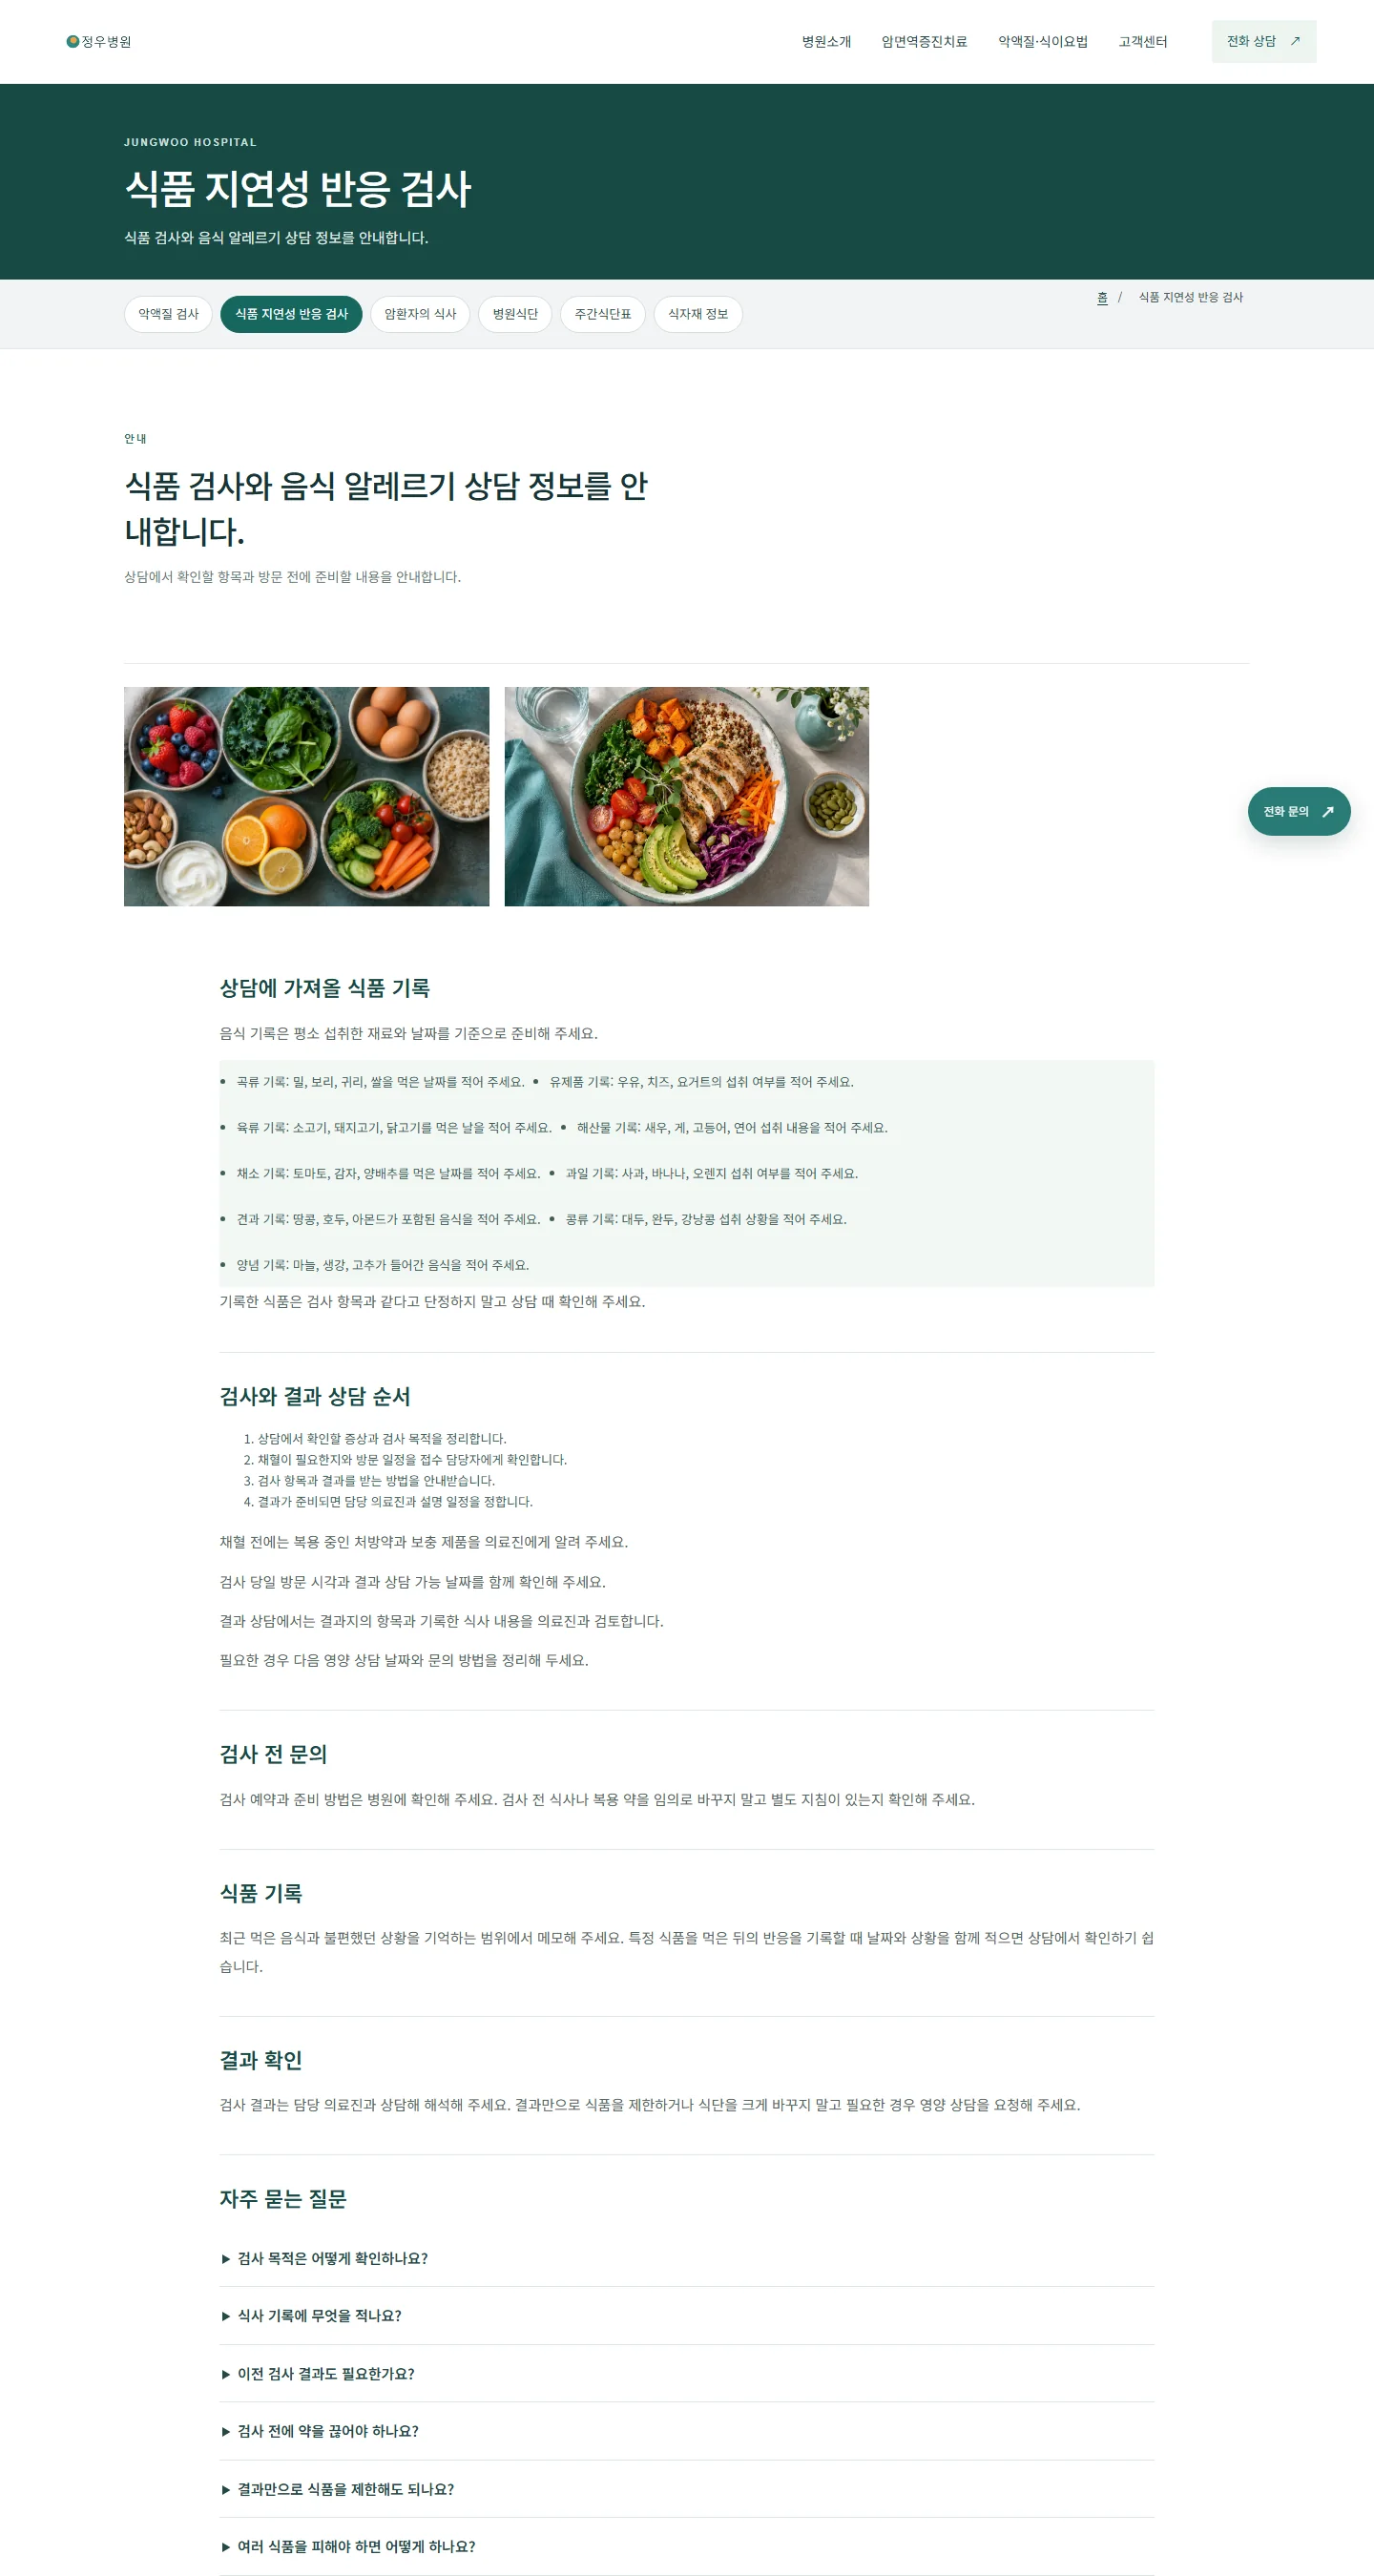 정우병원
병원소개
암면역증진치료
악액질·식이요법
고객센터
전화 상담 ↗
JUNGWOO HOSPITAL
식품 지연성 반응 검사
식품 검사와 음식 알레르기 상담 정보를 안내합니다.
악액질 검사
식품 지연성 반응 검사
암환자의 식사
병원식단
주간식단표
식자재 정보
홈 / 식품 지연성 반응 검사
안내
식품 검사와 음식 알레르기 상담 정보를 안
내합니다.
상담에서 확인할 항목과 방문 전에 준비할 내용을 안내합니다.
전화 문의 ↗
상담에 가져올 식품 기록
음식 기록은 평소 섭취한 재료와 날짜를 기준으로 준비해 주세요.
• 곡류 기록: 밀, 보리, 귀리, 쌀을 먹은 날짜를 적어 주세요. • 유제품 기록: 우유, 치즈, 요거트의 섭취 여부를 적어 주세요.
• 육류 기록: 소고기, 돼지고기, 닭고기를 먹은 날을 적어 주세요. • 해산물 기록: 새우, 게, 고등어, 연어 섭취 내용을 적어 주세요.
• 채소 기록: 토마토, 감자, 양배추를 먹은 날짜를 적어 주세요. • 과일 기록: 사과, 바나나, 오렌지 섭취 여부를 적어 주세요.
• 견과 기록: 땅콩, 호두, 아몬드가 포함된 음식을 적어 주세요. • 콩류 기록: 대두, 완두, 강낭콩 섭취 상황을 적어 주세요.
• 양념 기록: 마늘, 생강, 고추가 들어간 음식을 적어 주세요.
기록한 식품은 검사 항목과 같다고 단정하지 말고 상담 때 확인해 주세요.
검사와 결과 상담 순서
1. 상담에서 확인할 증상과 검사 목적을 정리합니다.
2. 채혈이 필요한지와 방문 일정을 접수 담당자에게 확인합니다.
3. 검사 항목과 결과를 받는 방법을 안내받습니다.
4. 결과가 준비되면 담당 의료진과 설명 일정을 정합니다.
채혈 전에는 복용 중인 처방약과 보충 제품을 의료진에게 알려 주세요.
검사 당일 방문 시각과 결과 상담 가능 날짜를 함께 확인해 주세요.
결과 상담에서는 결과지의 항목과 기록한 식사 내용을 의료진과 검토합니다.
필요한 경우 다음 영양 상담 날짜와 문의 방법을 정리해 두세요.
검사 전 문의
검사 예약과 준비 방법은 병원에 확인해 주세요. 검사 전 식사나 복용 약을 임의로 바꾸지 말고 별도 지침이 있는지 확인해 주세요.
식품 기록
최근 먹은 음식과 불편했던 상황을 기억하는 범위에서 메모해 주세요. 특정 식품을 먹은 뒤의 반응을 기록할 때 날짜와 상황을 함께 적으면 상담에서 확인하기 쉽
습니다.
결과 확인
검사 결과는 담당 의료진과 상담해 해석해 주세요. 결과만으로 식품을 제한하거나 식단을 크게 바꾸지 말고 필요한 경우 영양 상담을 요청해 주세요.
자주 묻는 질문
▶ 검사 목적은 어떻게 확인하나요?
▶ 식사 기록에 무엇을 적나요?
▶ 이전 검사 결과도 필요한가요?
▶ 검사 전에 약을 끊어야 하나요?
▶ 결과만으로 식품을 제한해도 되나요?
▶ 여러 식품을 피해야 하면 어떻게 하나요?